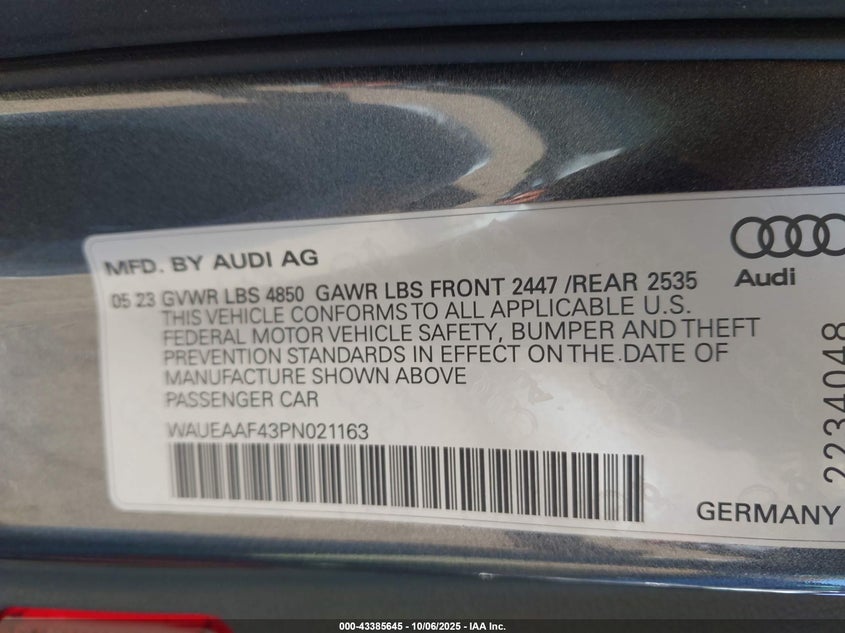 MFD. BY AUDI AG
Audi
05 23 GVWR LBS 4850 GAWR LBS FRONT 2447 /REAR 2535
THIS VEHICLE CONFORMS TO ALL APPLICABLE U.S.
FEDERAL MOTOR VEHICLE SAFETY, BUMPER AND THEFT
PREVENTION STANDARDS IN EFFECT ON THE DATE OF
MANUFACTURE SHOWN ABOVE
PASSENGER CAR
WAUEAAF43PN021163
2234048
GERMANY
000-43385645 - 10/06/2025 - IAA Inc.